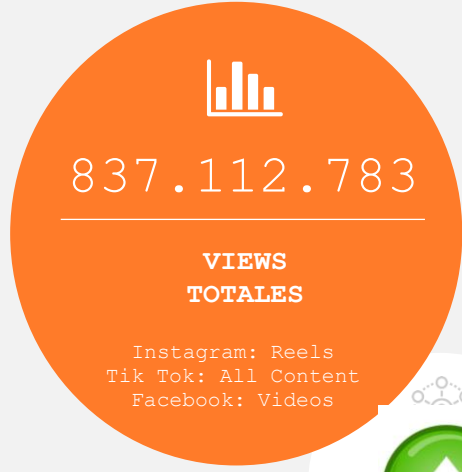 837.112.783
VIEWS
TOTALES
Instagram: Reels
Tik Tok: All Content
Facebook: Videos